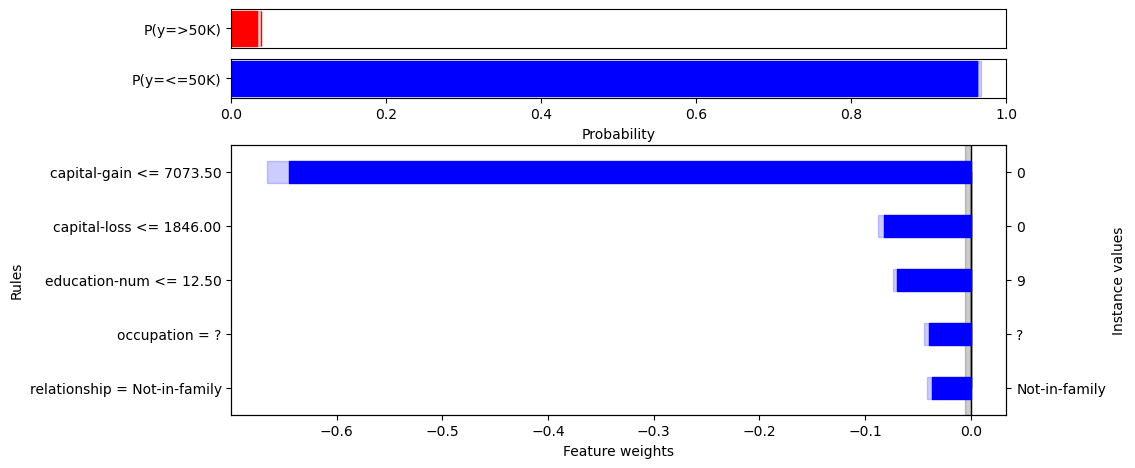 P(y=>50K)
P(y=<=50K)
0.0 0.2 0.4 0.6 0.8 1.0
Probability
capital-gain <= 7073.50 0
capital-loss <= 1846.00 0
education-num <= 12.50 9
occupation = ? ?
relationship = Not-in-family Not-in-family
Rules
Instance values
−0.6 −0.5 −0.4 −0.3 −0.2 −0.1 0.0
Feature weights